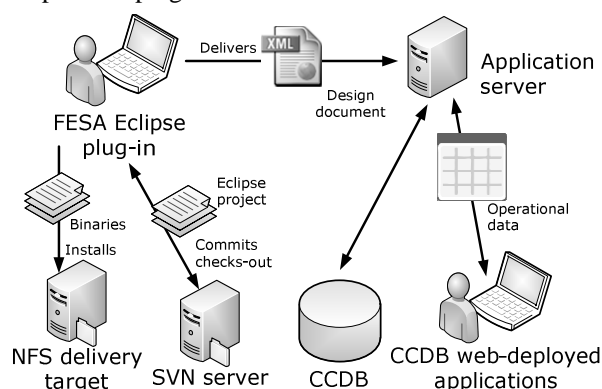 Delivers
XML
Design
document
Application
server
FESA Eclipse
plug-in
Eclipse
project
Binaries
Installs
Commits
checks-out
Operational
data
NFS delivery
target
SVN server
CCDB
CCDB web-deployed
applications